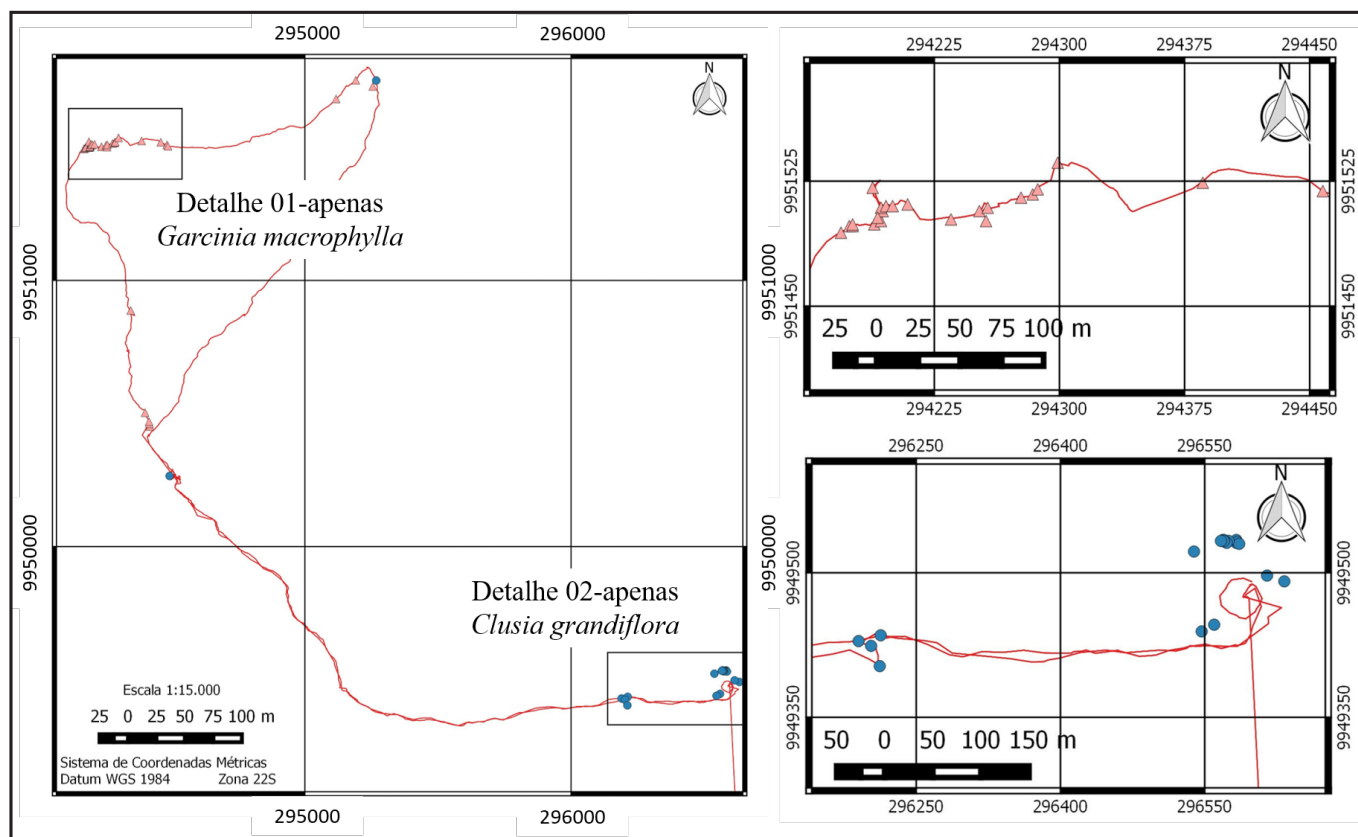 295000 296000
N
Detalhe 01-apenas
Garcinia macrophylla
9951000 9951000
9950000 9950000
Detalhe 02-apenas
Clusia grandiflora
Escala 1:15.000
25 0 25 50 75 100 m
Sistema de Coordenadas Métricas
Datum WGS 1984 Zona 22S
295000 296000
294225 294300 294375 294450
N
9951525 9951525
9951450 9951450
25 0 25 50 75 100 m
294225 294300 294375 294450
296250 296400 296550
N
9949500 9949500
9949350 9949350
50 0 50 100 150 m
296250 296400 296550